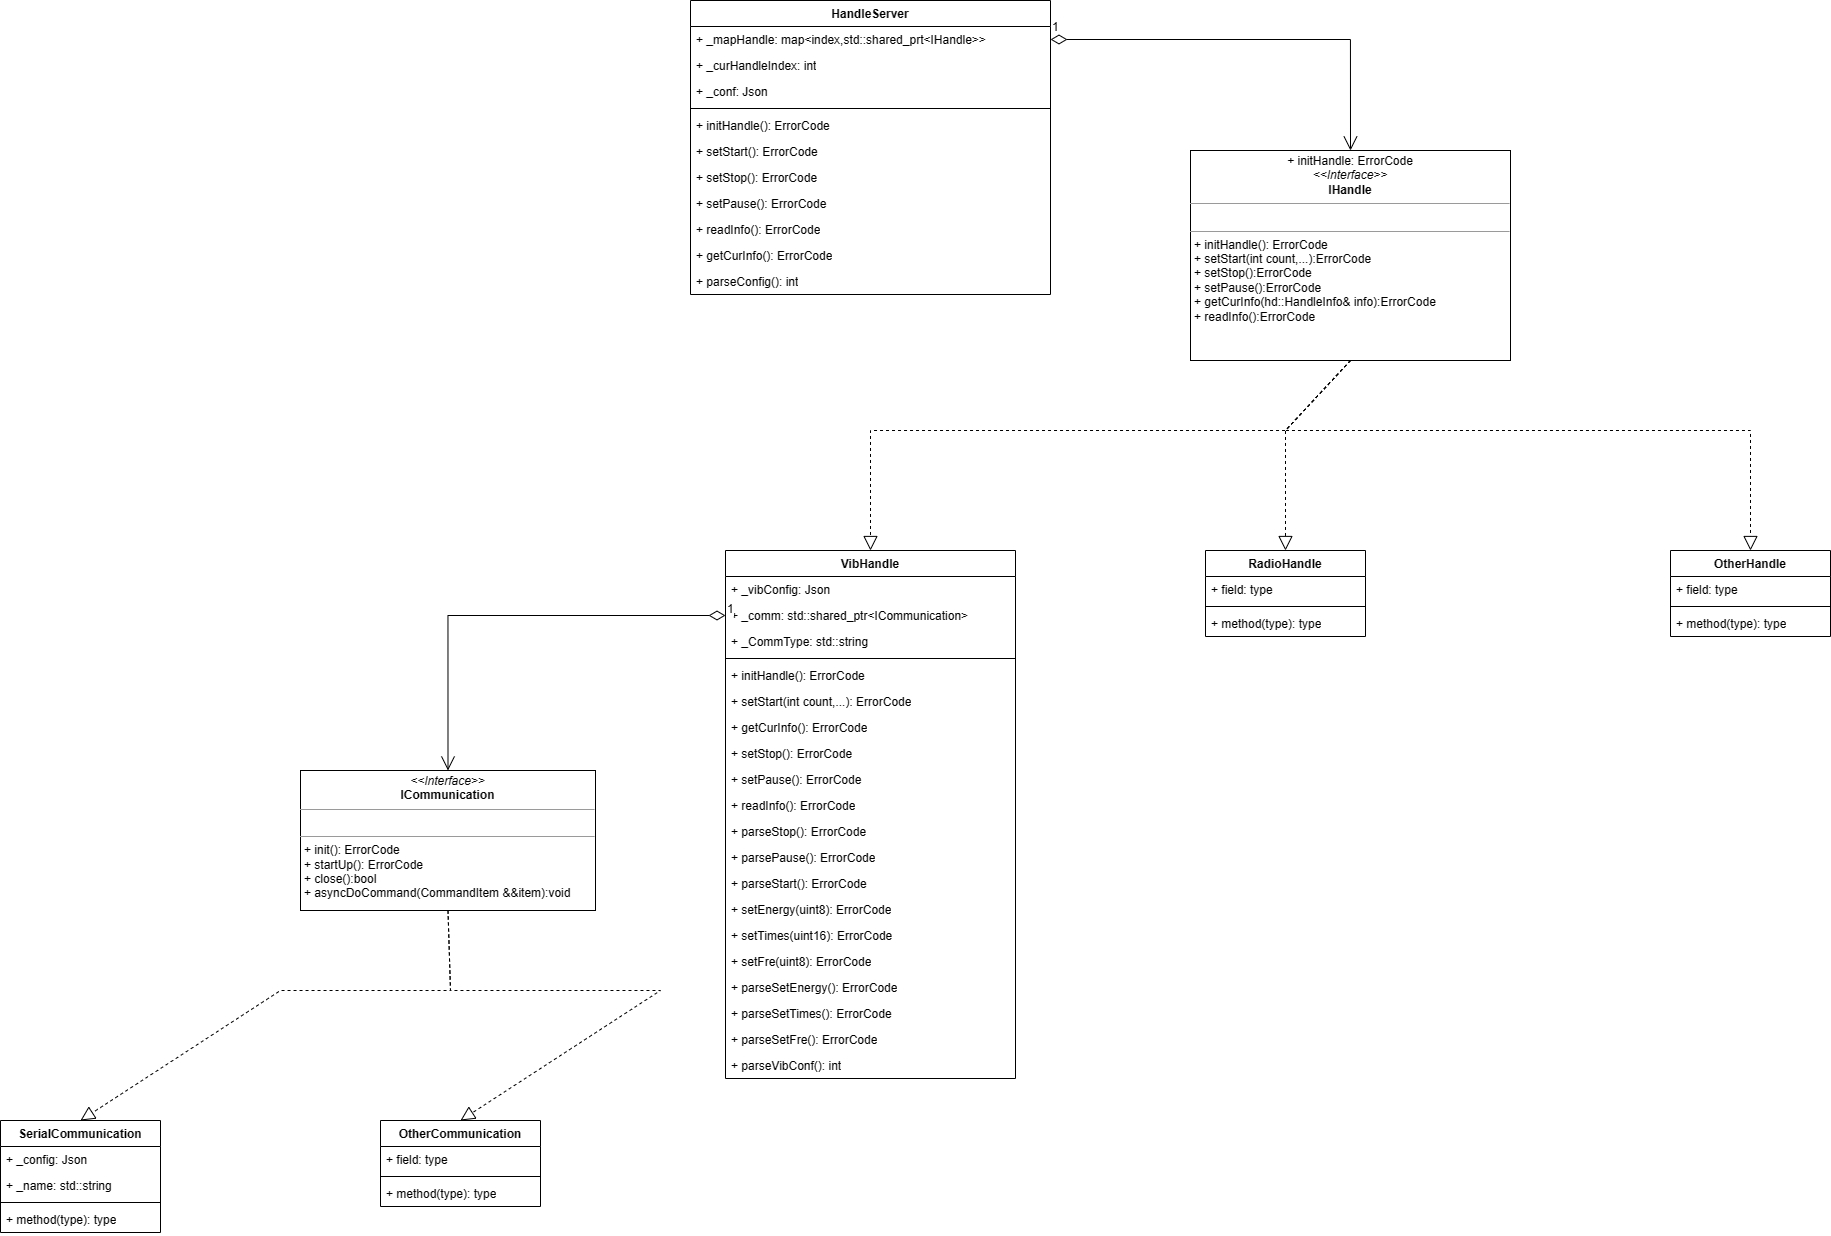 HandleServer
+ _mapHandle: map<index,std::shared_prt<IHandle>>
+ _curHandleIndex: int
+ _conf: Json
+ initHandle(): ErrorCode
+ setStart(): ErrorCode
+ setStop(): ErrorCode
+ setPause(): ErrorCode
+ readInfo(): ErrorCode
+ getCurInfo(): ErrorCode
+ parseConfig(): int
1
+ initHandle: ErrorCode
<<Interface>>
IHandle
+ initHandle(): ErrorCode
+ setStart(int count,...):ErrorCode
+ setStop():ErrorCode
+ setPause():ErrorCode
+ getCurInfo(hd::HandleInfo& info):ErrorCode
+ readInfo():ErrorCode
VibHandle
+ _vibConfig: Json
1
+ _comm: std::shared_ptr<ICommunication>
+ _CommType: std::string
+ initHandle(): ErrorCode
+ setStart(int count,...): ErrorCode
+ getCurInfo(): ErrorCode
+ setStop(): ErrorCode
+ setPause(): ErrorCode
+ readInfo(): ErrorCode
+ parseStop(): ErrorCode
+ parsePause(): ErrorCode
+ parseStart(): ErrorCode
+ setEnergy(uint8): ErrorCode
+ setTimes(uint16): ErrorCode
+ setFre(uint8): ErrorCode
+ parseSetEnergy(): ErrorCode
+ parseSetTimes(): ErrorCode
+ parseSetFre(): ErrorCode
+ parseVibConf(): int
RadioHandle
+ field: type
+ method(type): type
OtherHandle
+ field: type
+ method(type): type
<<Interface>>
ICommunication
+ init(): ErrorCode
+ startUp(): ErrorCode
+ close():bool
+ asyncDoCommand(CommandItem &&item):void
SerialCommunication
+ _config: Json
+ _name: std::string
+ method(type): type
OtherCommunication
+ field: type
+ method(type): type